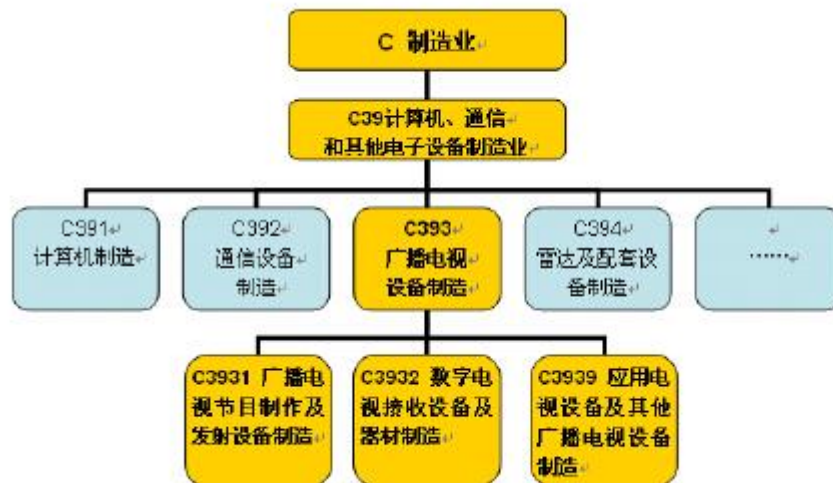 C 制造业
C39计算机、通信
和其他电子设备制造业
C391
计算机制造
C392
通信设备
制造
C393
广播电视
设备制造
C394
雷达及配套设
备制造
……
C3931 广播电
视节目制作及
发射设备制造
C3932 数字电
视接收设备及
器材制造
C3939 应用电
视设备及其他
广播电视设备
制造